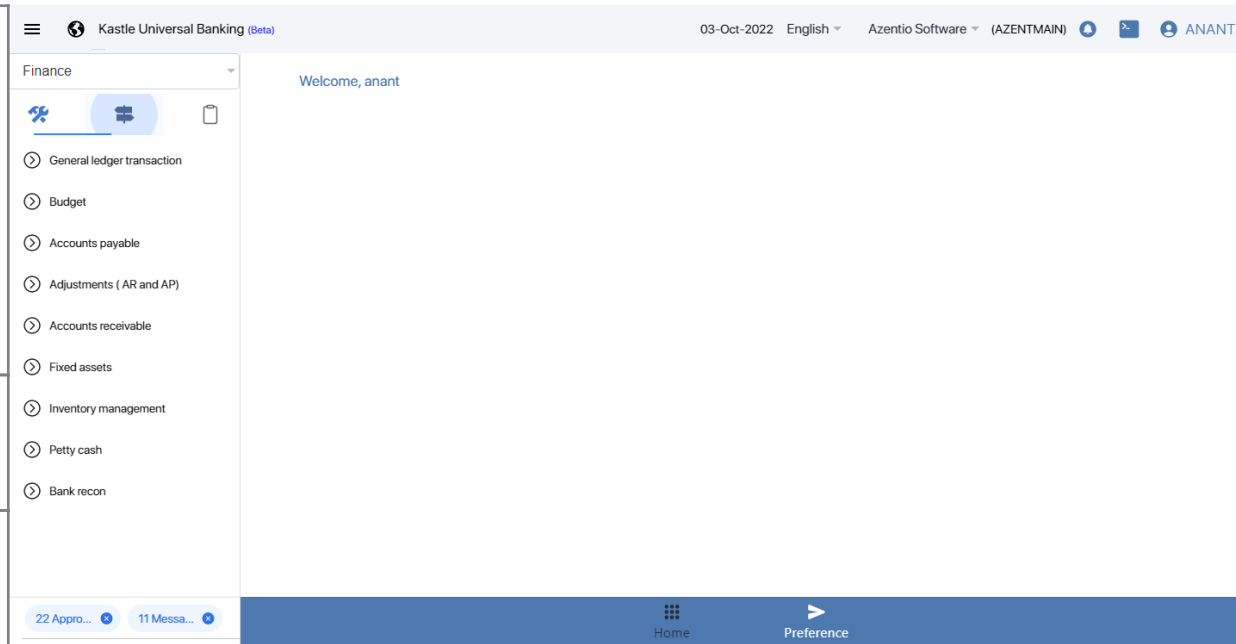 Kastle Universal Banking (Beta)
03-Oct-2022 English Azentio Software (AZENTMAIN) ANANT
Finance
Welcome, anant
General ledger transaction
Budget
Accounts payable
Adjustments ( AR and AP)
Accounts receivable
Fixed assets
Inventory management
Petty cash
Bank recon
22 Appro... 11 Messa...
Home Preference